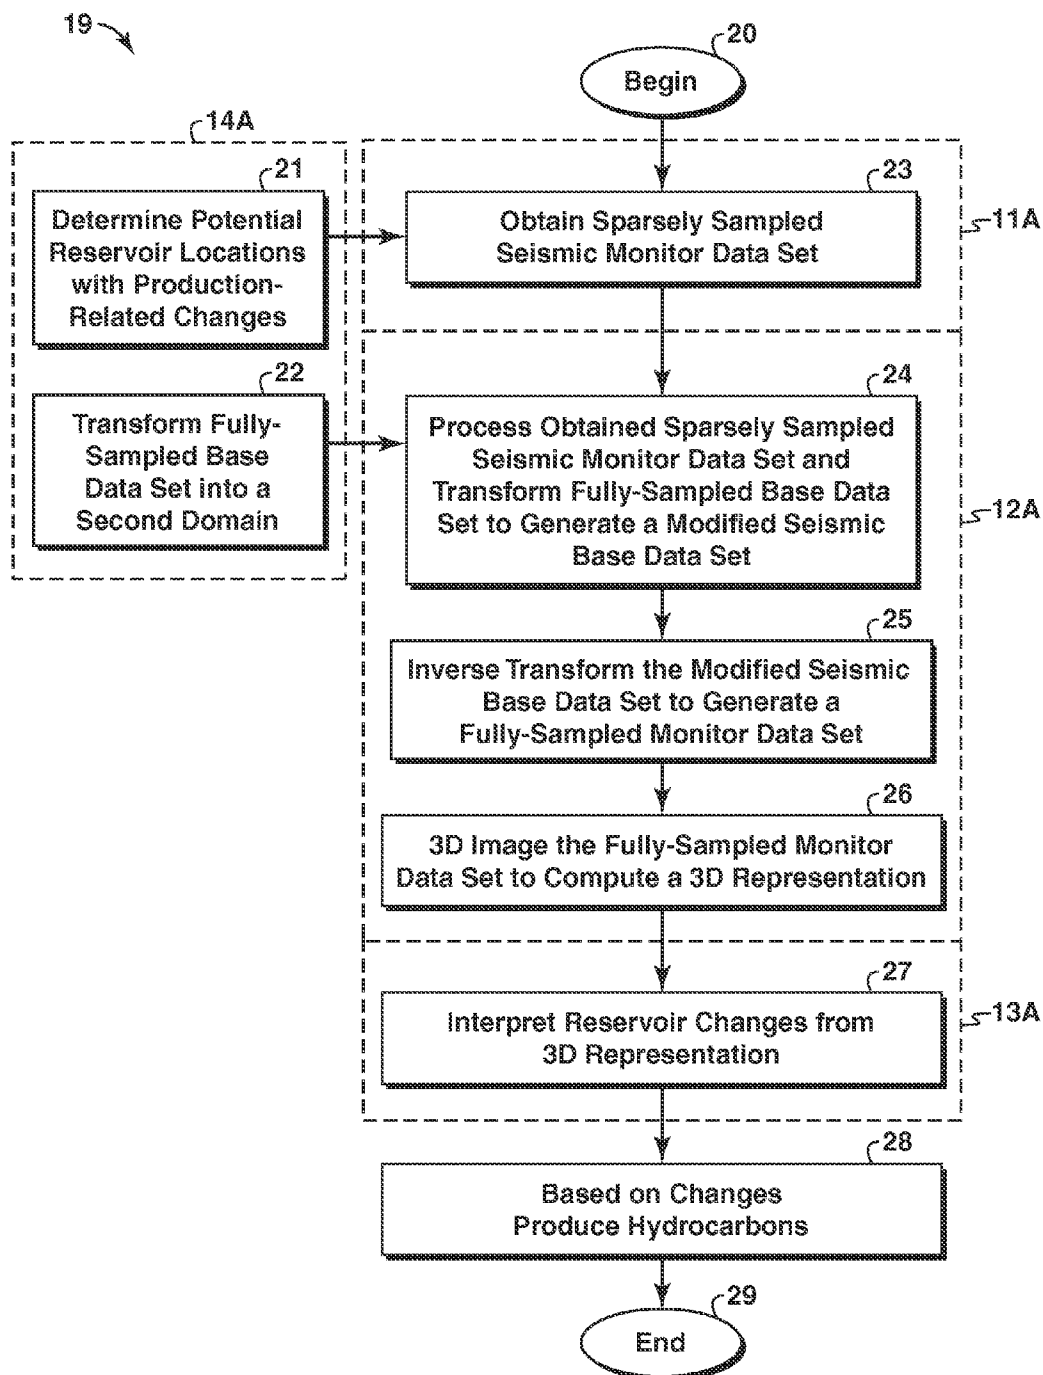 19
20
Begin
14A
21
Determine Potential
Reservoir Locations
with Production-
Related Changes
22
Transform Fully-
Sampled Base
Data Set into a
Second Domain
23
Obtain Sparsely Sampled
Seismic Monitor Data Set
11A
24
Process Obtained Sparsely Sampled
Seismic Monitor Data Set and
Transform Fully-Sampled Base Data
Set to Generate a Modified Seismic
Base Data Set
12A
25
Inverse Transform the Modified Seismic
Base Data Set to Generate a
Fully-Sampled Monitor Data Set
26
3D Image the Fully-Sampled Monitor
Data Set to Compute a 3D Representation
27
Interpret Reservoir Changes from
3D Representation
13A
28
Based on Changes
Produce Hydrocarbons
29
End